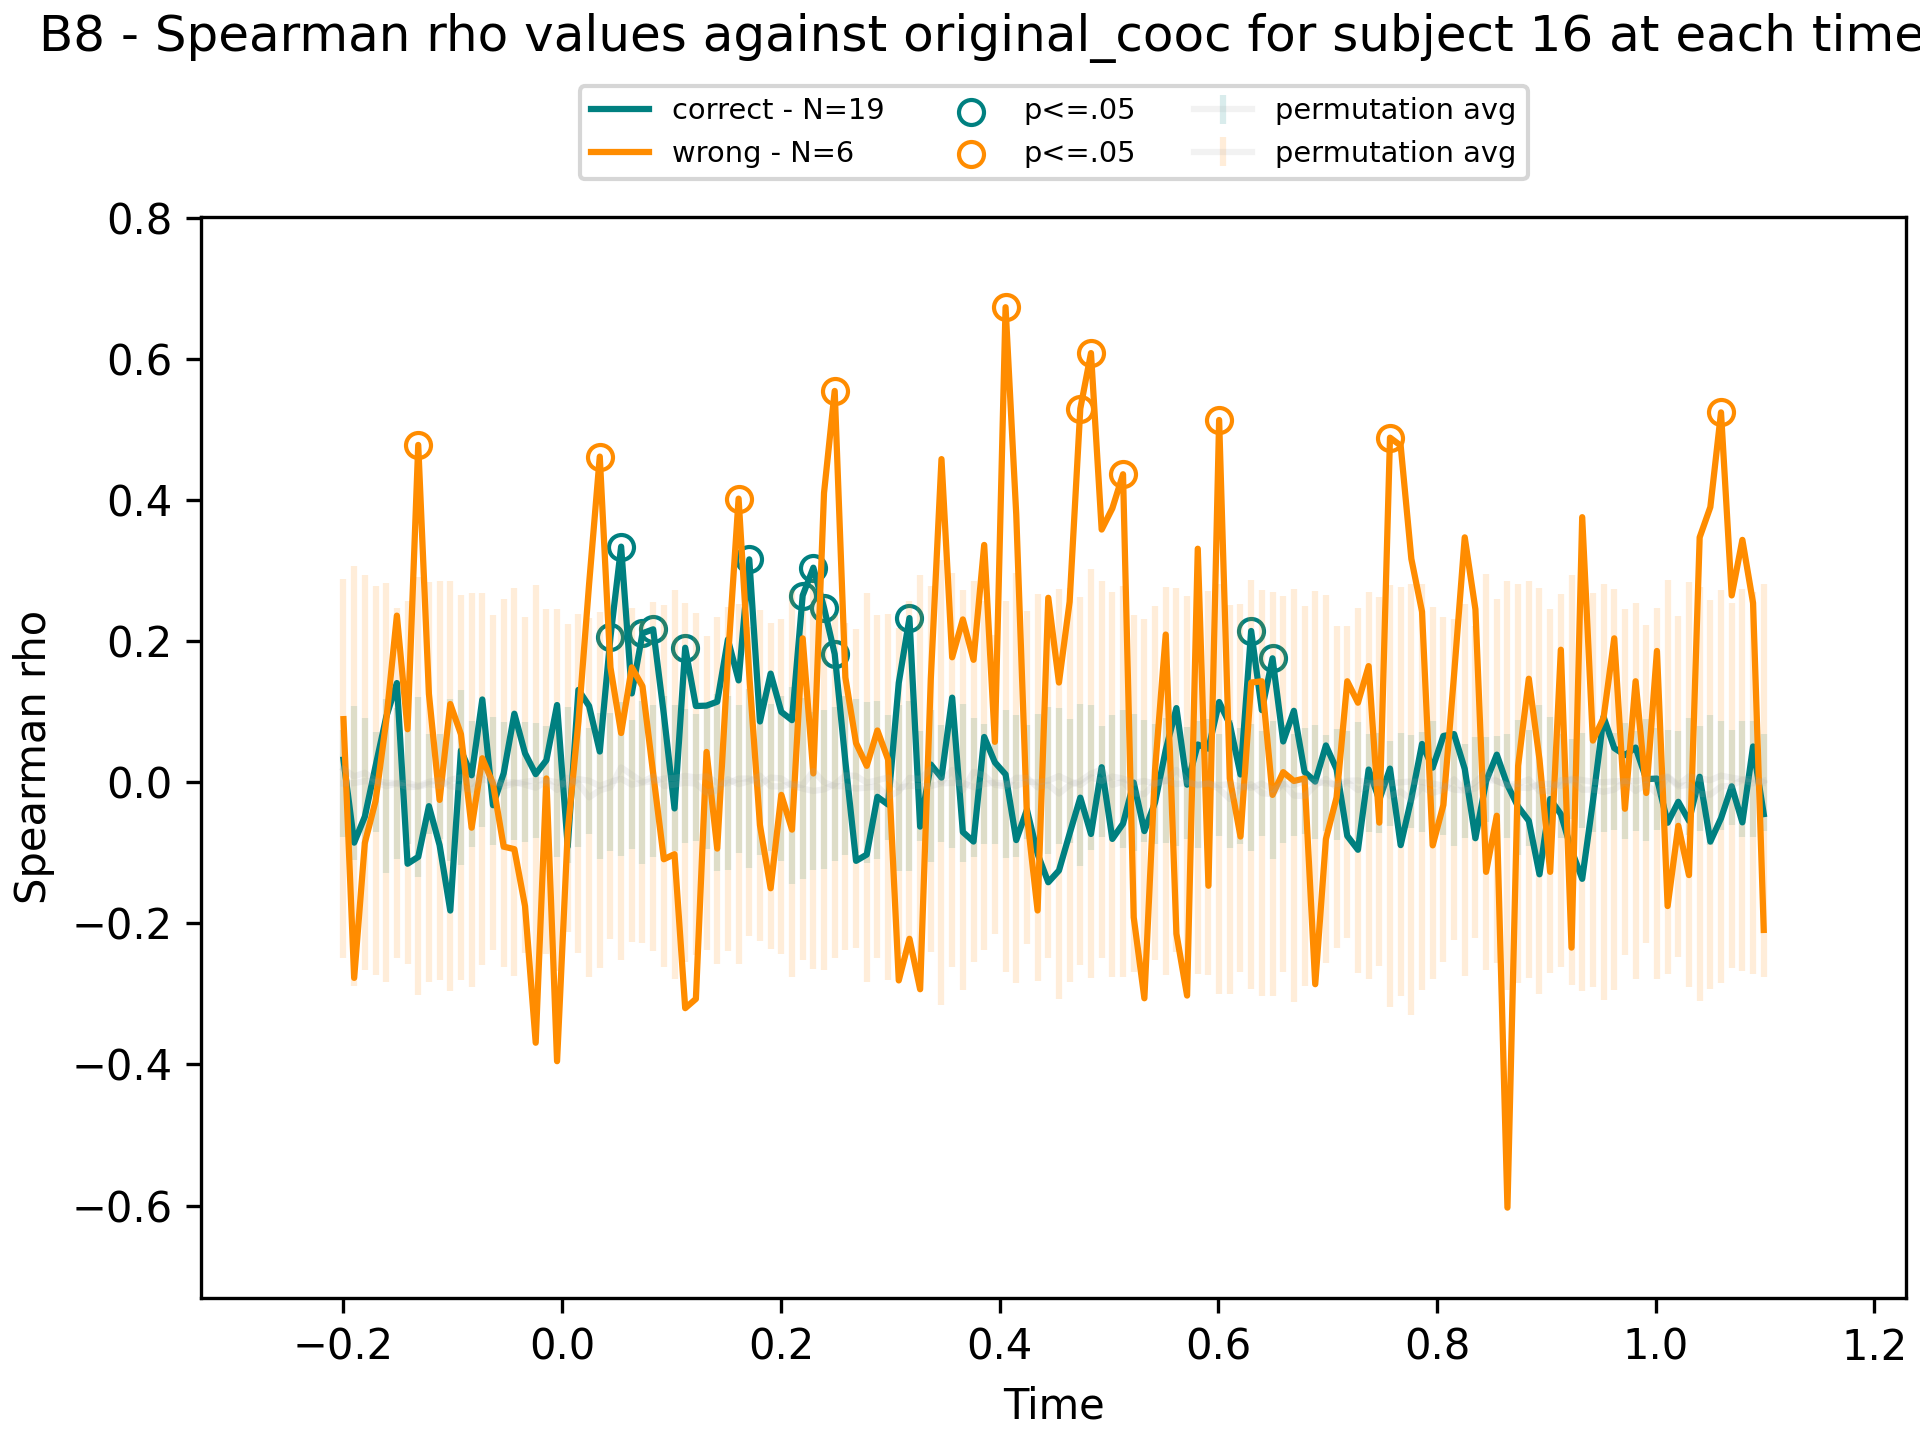 B8 - Spearman rho values against original_cooc for subject 16 at each time
correct - N=19
wrong - N=6
p<=.05
p<=.05
permutation avg
permutation avg
0.8
0.6
0.4
0.2
0.0
−0.2
−0.4
−0.6
Spearman rho
−0.2 0.0 0.2 0.4 0.6 0.8 1.0 1.2
Time